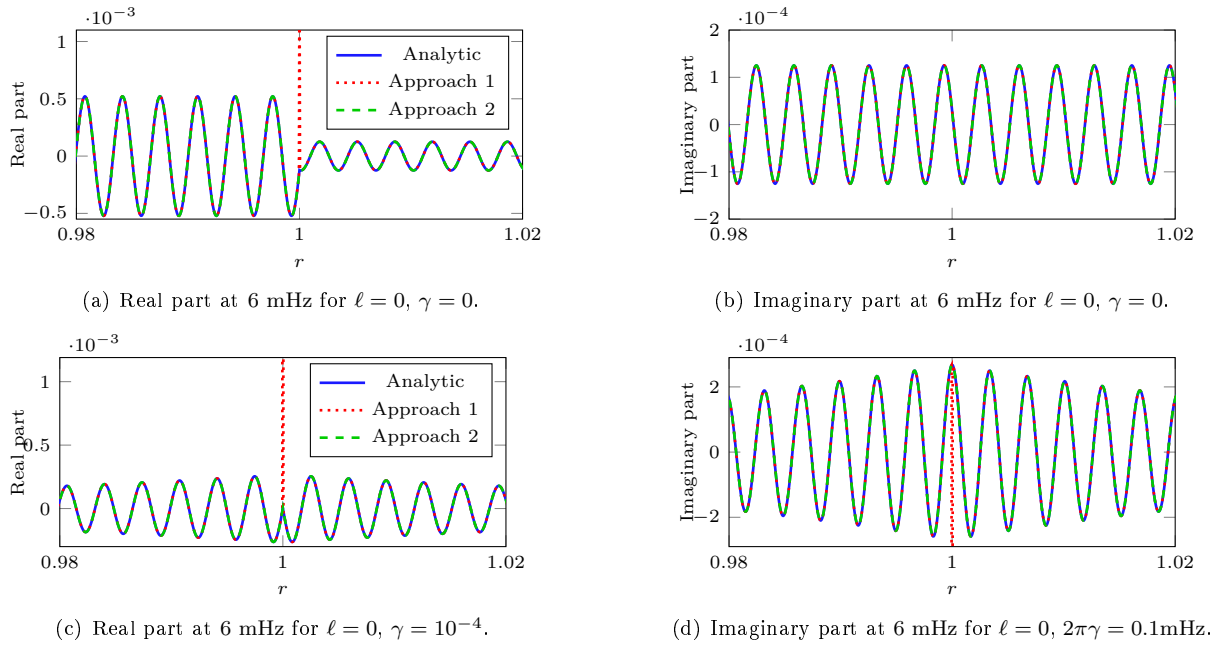 ·10⁻³
1
0.5
0
−0.5
0.98
1
1.02
Real part
r
Analytic
Approach 1
Approach 2
(a) Real part at 6 mHz for ℓ = 0, γ = 0.
·10⁻⁴
2
1
0
−1
−2
0.98
1
1.02
Imaginary part
r
(b) Imaginary part at 6 mHz for ℓ = 0, γ = 0.
·10⁻³
1
0.5
0
0.98
1
1.02
Real part
r
Analytic
Approach 1
Approach 2
(c) Real part at 6 mHz for ℓ = 0, γ = 10⁻⁴.
·10⁻⁴
2
0
−2
0.98
1
1.02
Imaginary part
r
(d) Imaginary part at 6 mHz for ℓ = 0, 2πγ = 0.1mHz.